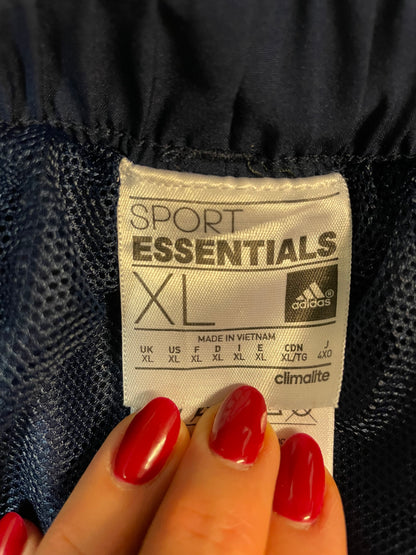 SPORT
ESSENTIALS
XL
adidas®
MADE IN VIETNAM
UK US F D I E CDN J
XL XL XL XL XL XL XL/TG 4XO
climalite